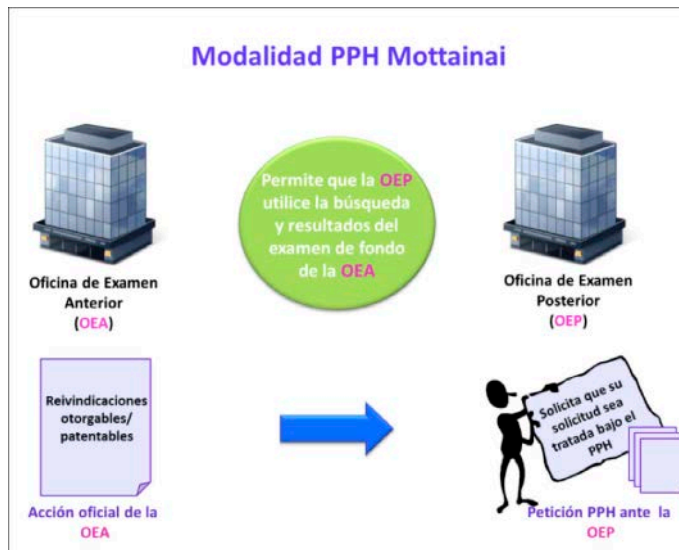 Modalidad PPH Mottainai
Permite que la OEP
utilice la búsqueda
y resultados del
examen de fondo
de la OEA
Oficina de Examen
Anterior
(OEA)
Oficina de Examen
Posterior
(OEP)
Reivindicaciones
otorgables/
patentables
Solicita que su
solicitud sea
tratada bajo el
PPH
Acción oficial de la
OEA
Petición PPH ante la
OEP